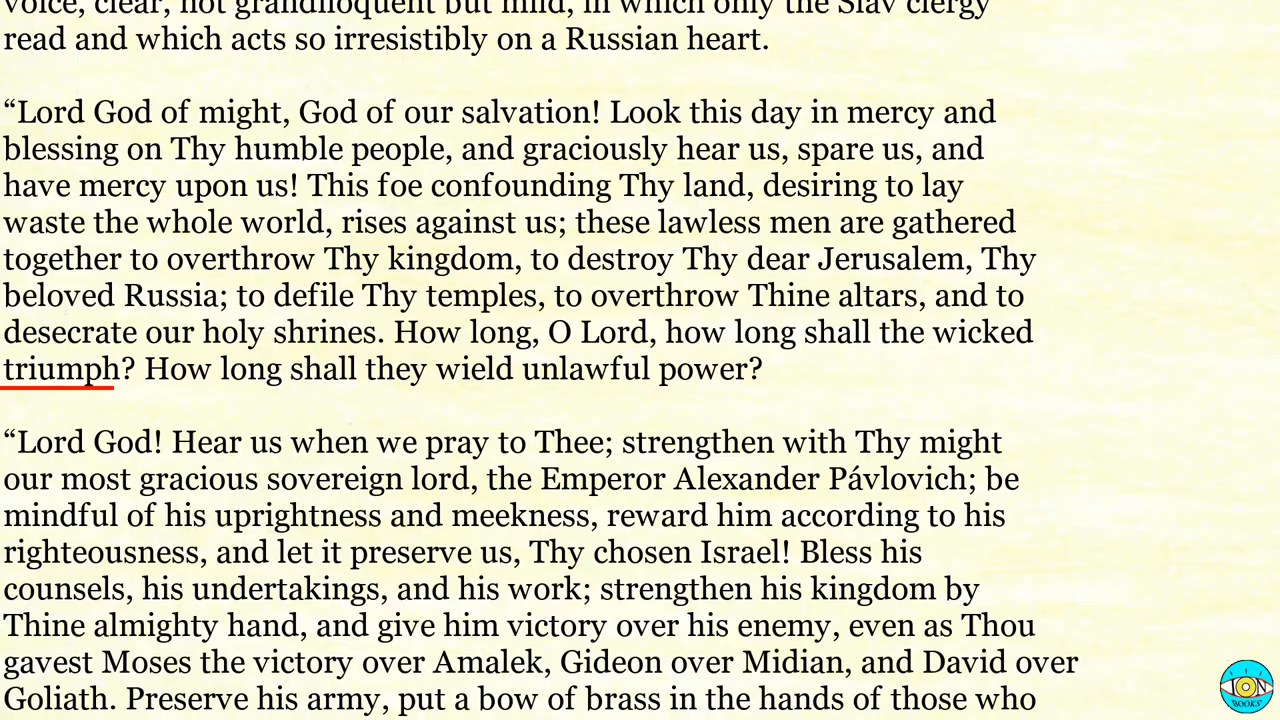 voice, clear, not grandiloquent but mild, in which only the Slav clergy
read and which acts so irresistibly on a Russian heart.
“Lord God of might, God of our salvation! Look this day in mercy and
blessing on Thy humble people, and graciously hear us, spare us, and
have mercy upon us! This foe confounding Thy land, desiring to lay
waste the whole world, rises against us; these lawless men are gathered
together to overthrow Thy kingdom, to destroy Thy dear Jerusalem, Thy
beloved Russia; to defile Thy temples, to overthrow Thine altars, and to
desecrate our holy shrines. How long, O Lord, how long shall the wicked
triumph? How long shall they wield unlawful power?
“Lord God! Hear us when we pray to Thee; strengthen with Thy might
our most gracious sovereign lord, the Emperor Alexander Pávlovich; be
mindful of his uprightness and meekness, reward him according to his
righteousness, and let it preserve us, Thy chosen Israel! Bless his
counsels, his undertakings, and his work; strengthen his kingdom by
Thine almighty hand, and give him victory over his enemy, even as Thou
gavest Moses the victory over Amalek, Gideon over Midian, and David over
Goliath. Preserve his army, put a bow of brass in the hands of those who
ION
BOOKS